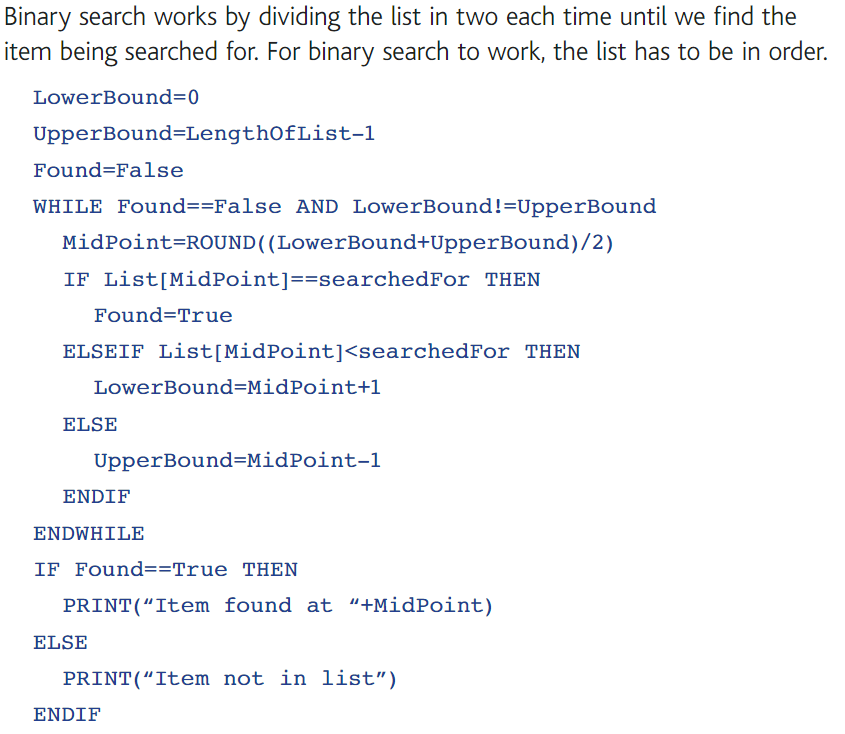 Binary search works by dividing the list in two each time until we find the
item being searched for. For binary search to work, the list has to be in order.
LowerBound=0
UpperBound=LengthOfList–1
Found=False
WHILE Found==False AND LowerBound!=UpperBound
MidPoint=ROUND((LowerBound+UpperBound)/2)
IF List[MidPoint]==searchedFor THEN
Found=True
ELSEIF List[MidPoint]<searchedFor THEN
LowerBound=MidPoint+1
ELSE
UpperBound=MidPoint–1
ENDIF
ENDWHILE
IF Found==True THEN
PRINT(“Item found at “+MidPoint)
ELSE
PRINT(“Item not in list”)
ENDIF